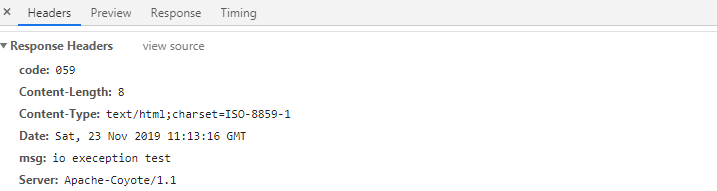 × Headers Preview Response Timing
▼ Response Headers view source
code: 059
Content-Length: 8
Content-Type: text/html;charset=ISO-8859-1
Date: Sat, 23 Nov 2019 11:13:16 GMT
msg: io exeception test
Server: Apache-Coyote/1.1